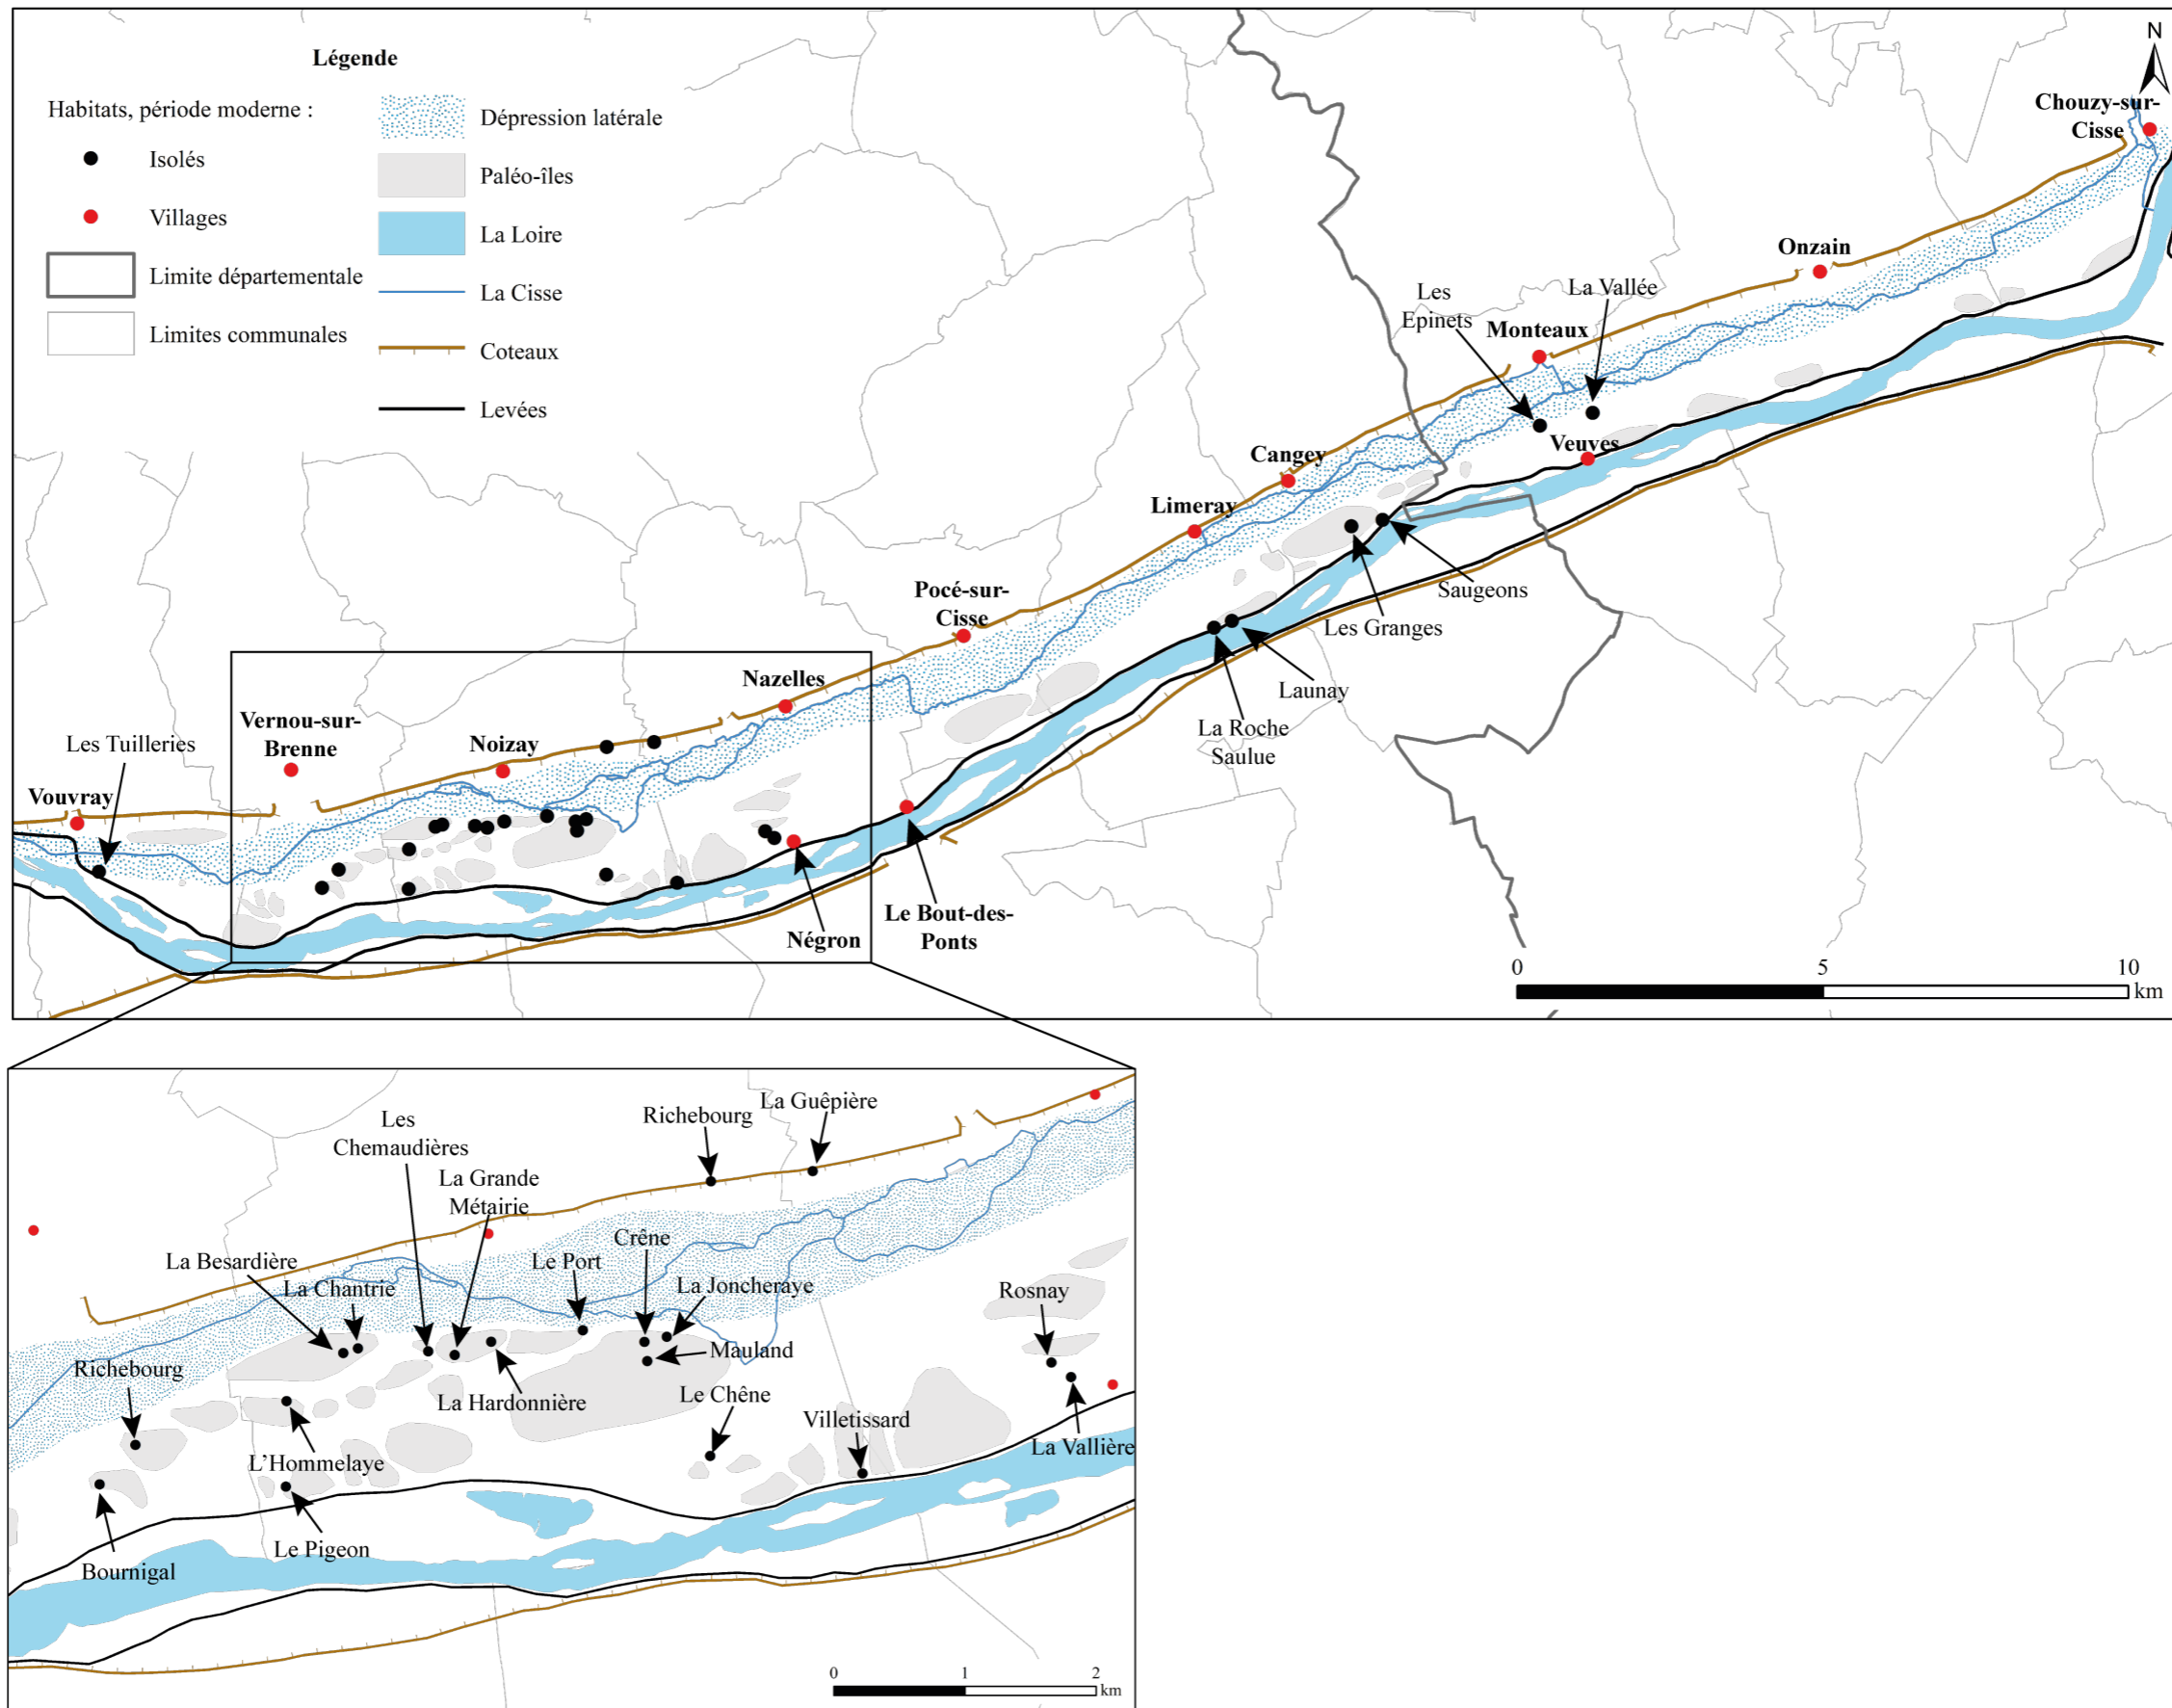 Légende
Habitats, période moderne :
Isolés
Villages
Limite départementale
Limites communales
Dépression latérale
Paléo-îles
La Loire
La Cisse
Coteaux
Levées
N
Chouzy-sur-
Cisse
Onzain
La Vallée
Les
Epinets
Monteaux
Veuves
Cangey
Limeray
Saugeons
Les Granges
Pocé-sur-
Cisse
Launay
La Roche
Saulue
Nazelles
Vernou-sur-
Brenne
Noizay
Les Tuilleries
Vouvray
Le Bout-des-
Ponts
Négron
0 5 10
km
La Guêpière
Richebourg
Les
Chemaudières
La Grande
Métairie
Crêne
Le Port
La Besardière
La Chantrie
La Joncheraye
Rosnay
Mauland
Richebourg
Le Chêne
La Hardonnière
Villetissard
La Vallière
L'Hommelaye
Le Pigeon
Bournigal
0 1 2
km